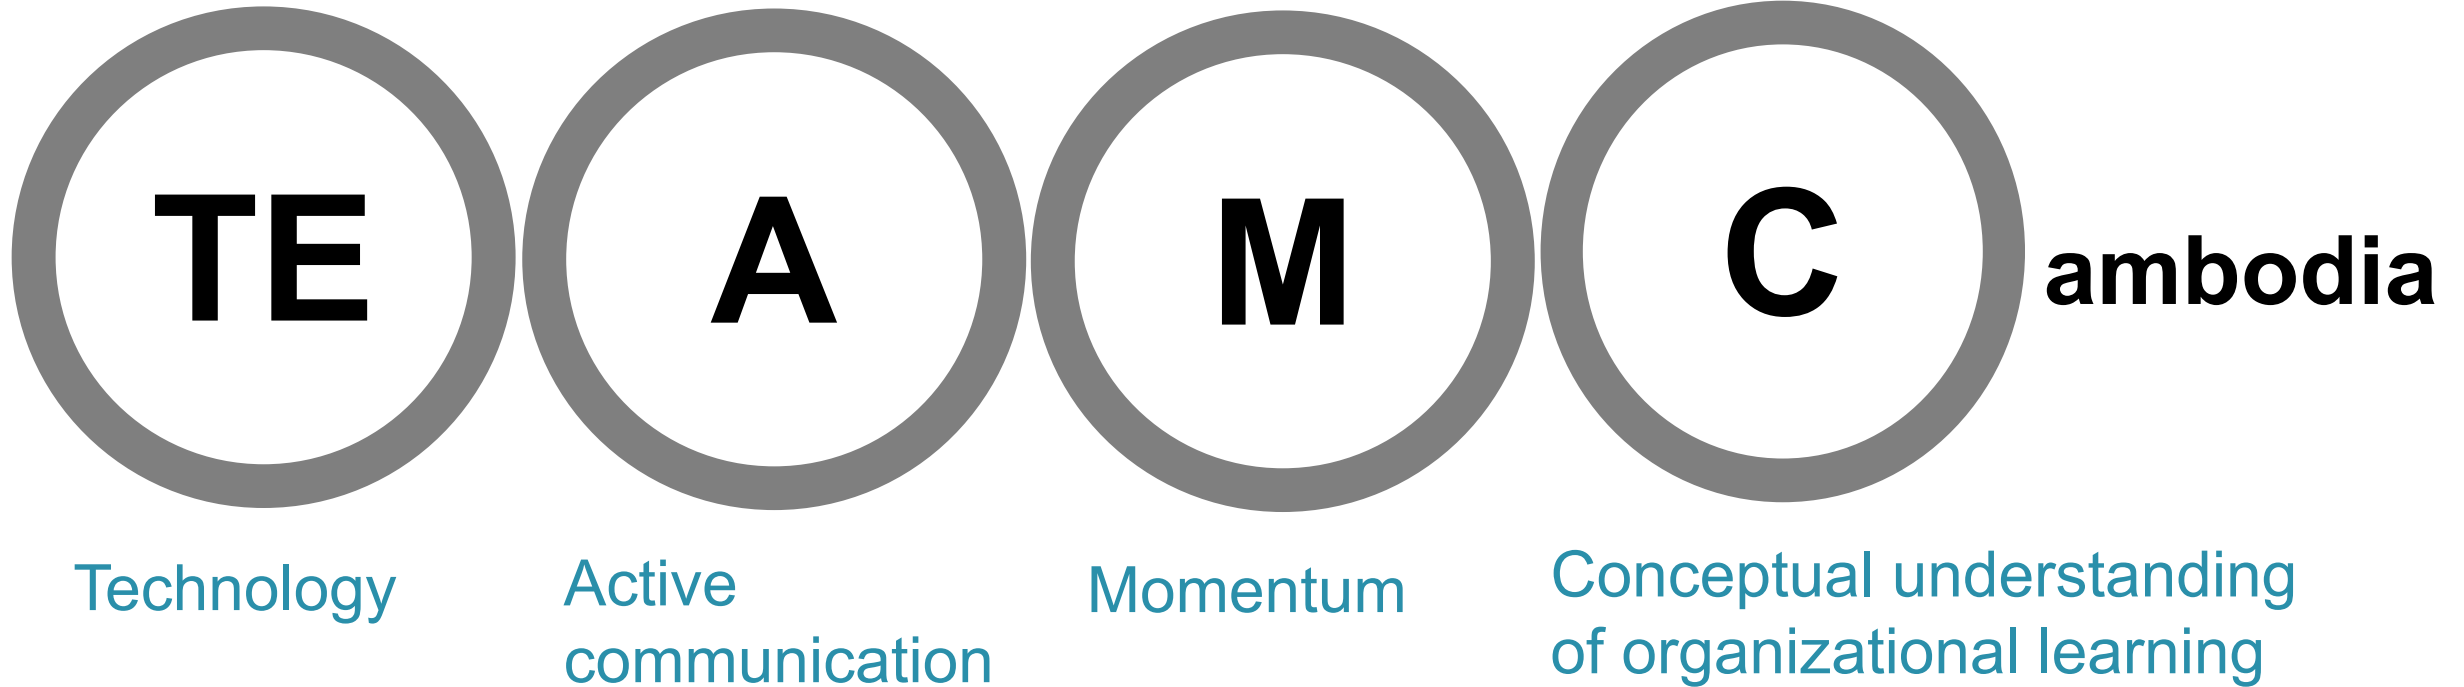 TE A M C ambodia
Technology
Active
communication
Momentum
Conceptual understanding
of organizational learning